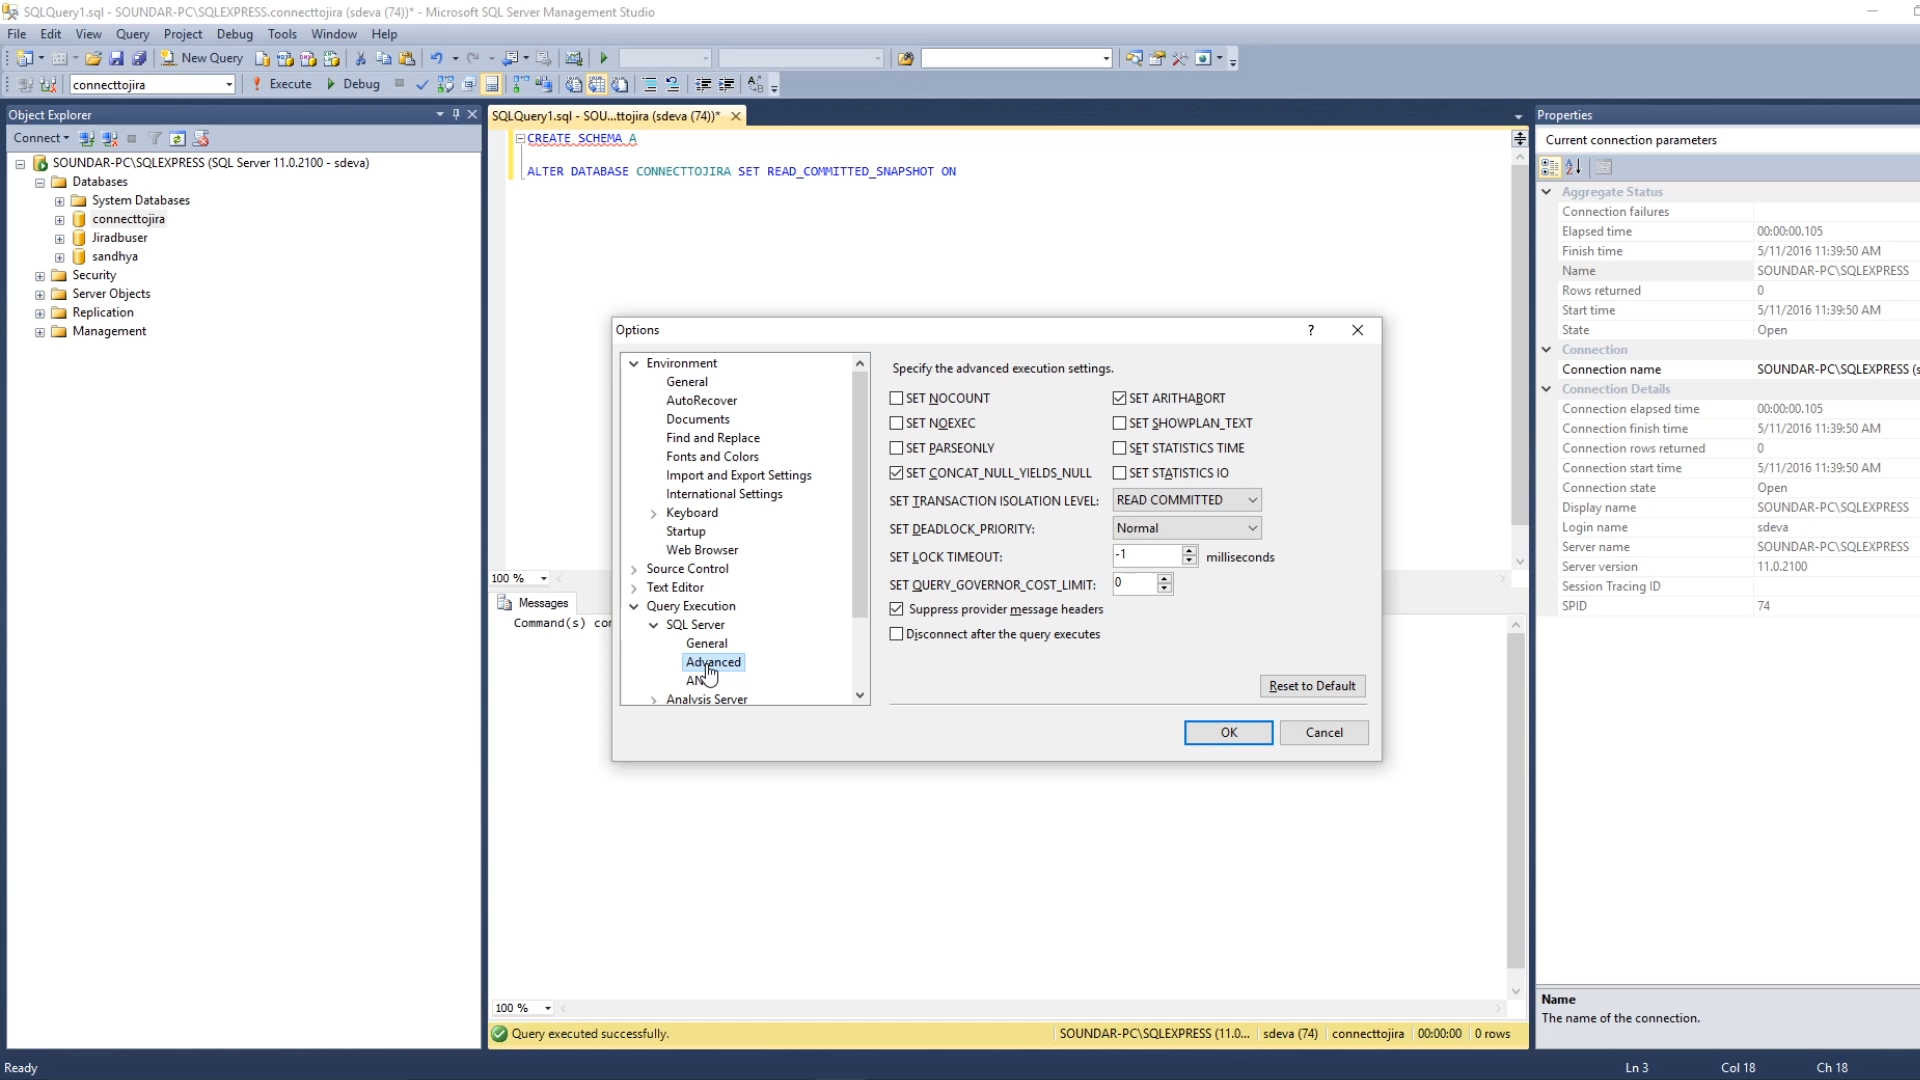 SQLQuery1.sql - SOUNDAR-PC\SQLEXPRESS.connecttojira (sdeva (74))* - Microsoft SQL Server Management Studio
File Edit View Query Project Debug Tools Window Help
New Query
connecttojira Execute Debug
Object Explorer
Connect
SOUNDAR-PC\SQLEXPRESS (SQL Server 11.0.2100 - sdeva)
Databases
System Databases
connecttojira
Jiradbuser
sandhya
Security
Server Objects
Replication
Management
SQLQuery1.sql - SOU...ttojira (sdeva (74))*
CREATE SCHEMA A
ALTER DATABASE CONNECTTOJIRA SET READ_COMMITTED_SNAPSHOT ON
100 %
Messages
Command(s) con
Options
Environment
General
AutoRecover
Documents
Find and Replace
Fonts and Colors
Import and Export Settings
International Settings
Keyboard
Startup
Web Browser
Source Control
Text Editor
Query Execution
SQL Server
General
Advanced
Analysis Server
Specify the advanced execution settings.
SET NOCOUNT SET ARITHABORT
SET NOEXEC SET SHOWPLAN_TEXT
SET PARSEONLY SET STATISTICS TIME
SET CONCAT_NULL_YIELDS_NULL SET STATISTICS IO
SET TRANSACTION ISOLATION LEVEL: READ COMMITTED
SET DEADLOCK_PRIORITY: Normal
SET LOCK TIMEOUT: -1 milliseconds
SET QUERY_GOVERNOR_COST_LIMIT: 0
Suppress provider message headers
Disconnect after the query executes
Reset to Default
OK Cancel
100 %
Query executed successfully. SOUNDAR-PC\SQLEXPRESS (11.0... sdeva (74) connecttojira 00:00:00 0 rows
Properties
Current connection parameters
Aggregate Status
Connection failures
Elapsed time 00:00:00.105
Finish time 5/11/2016 11:39:50 AM
Name SOUNDAR-PC\SQLEXPRESS
Rows returned 0
Start time 5/11/2016 11:39:50 AM
State Open
Connection
Connection name SOUNDAR-PC\SQLEXPRESS (s
Connection Details
Connection elapsed time 00:00:00.105
Connection finish time 5/11/2016 11:39:50 AM
Connection rows returned 0
Connection start time 5/11/2016 11:39:50 AM
Connection state Open
Display name SOUNDAR-PC\SQLEXPRESS
Login name sdeva
Server name SOUNDAR-PC\SQLEXPRESS
Server version 11.0.2100
Session Tracing ID
SPID 74
Name
The name of the connection.
Ready Ln 3 Col 18 Ch 18